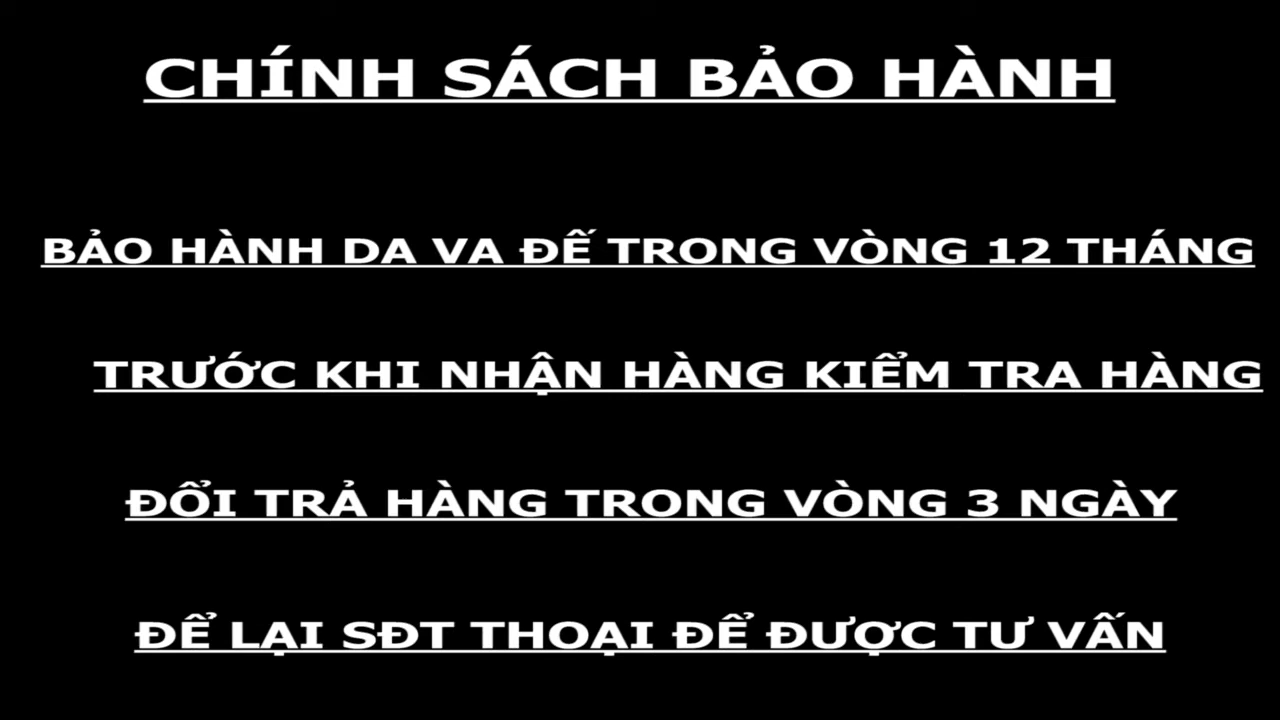 CHÍNH SÁCH BẢO HÀNH
BẢO HÀNH DA VA ĐẾ TRONG VÒNG 12 THÁNG
TRƯỚC KHI NHẬN HÀNG KIỂM TRA HÀNG
ĐỔI TRẢ HÀNG TRONG VÒNG 3 NGÀY
ĐỂ LẠI SĐT THOẠI ĐỂ ĐƯỢC TƯ VẤN